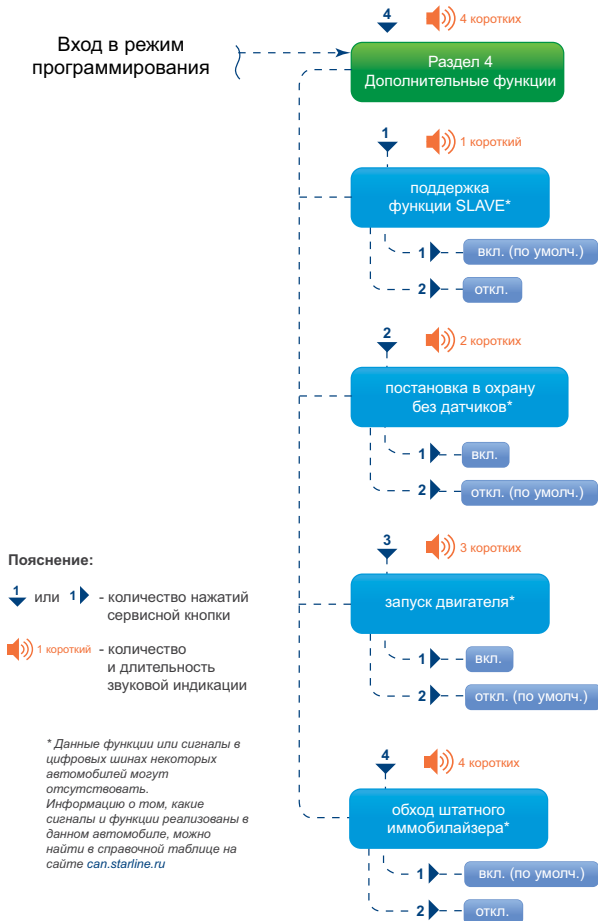 4
4 коротких
Вход в режим
программирования
Раздел 4
Дополнительные функции
1
1 короткий
поддержка
функции SLAVE*
1 вкл. (по умолч.)
2 откл.
2
2 коротких
постановка в охрану
без датчиков*
1 вкл.
2 откл. (по умолч.)
3
3 коротких
запуск двигателя*
1 вкл.
2 откл. (по умолч.)
4
4 коротких
обход штатного
иммобилайзера*
1 вкл. (по умолч.)
2 откл.
Пояснение:
1 или 1 - количество нажатий
сервисной кнопки
1 короткий - количество
и длительность
звуковой индикации
* Данные функции или сигналы в
цифровых шинах некоторых
автомобилей могут
отсутствовать.
Информацию о том, какие
сигналы и функции реализованы в
данном автомобиле, можно
найти в справочной таблице на
сайте can.starline.ru